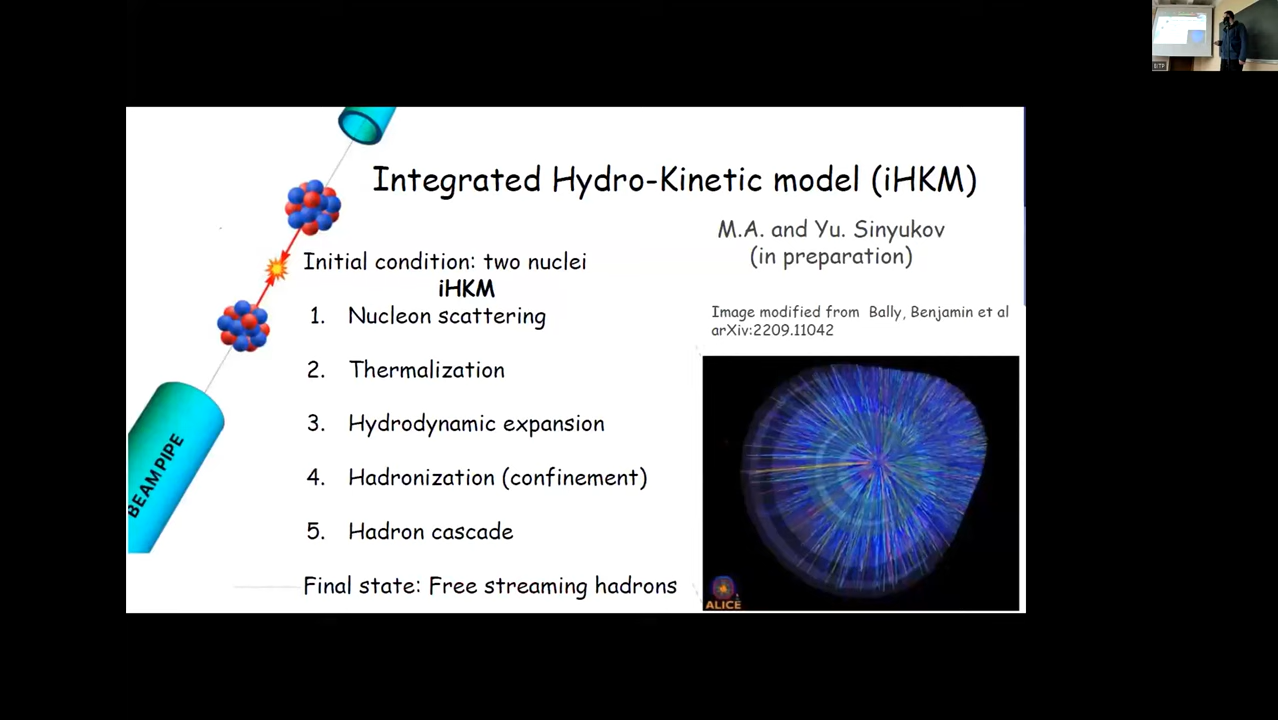 Integrated Hydro-Kinetic model (iHKM)
M.A. and Yu. Sinyukov
(in preparation)
Initial condition: two nuclei
iHKM
1. Nucleon scattering
2. Thermalization
3. Hydrodynamic expansion
4. Hadronization (confinement)
5. Hadron cascade
Final state: Free streaming hadrons
Image modified from Bally, Benjamin et al
arXiv:2209.11042
BEAM PIPE
ALICE
BITP